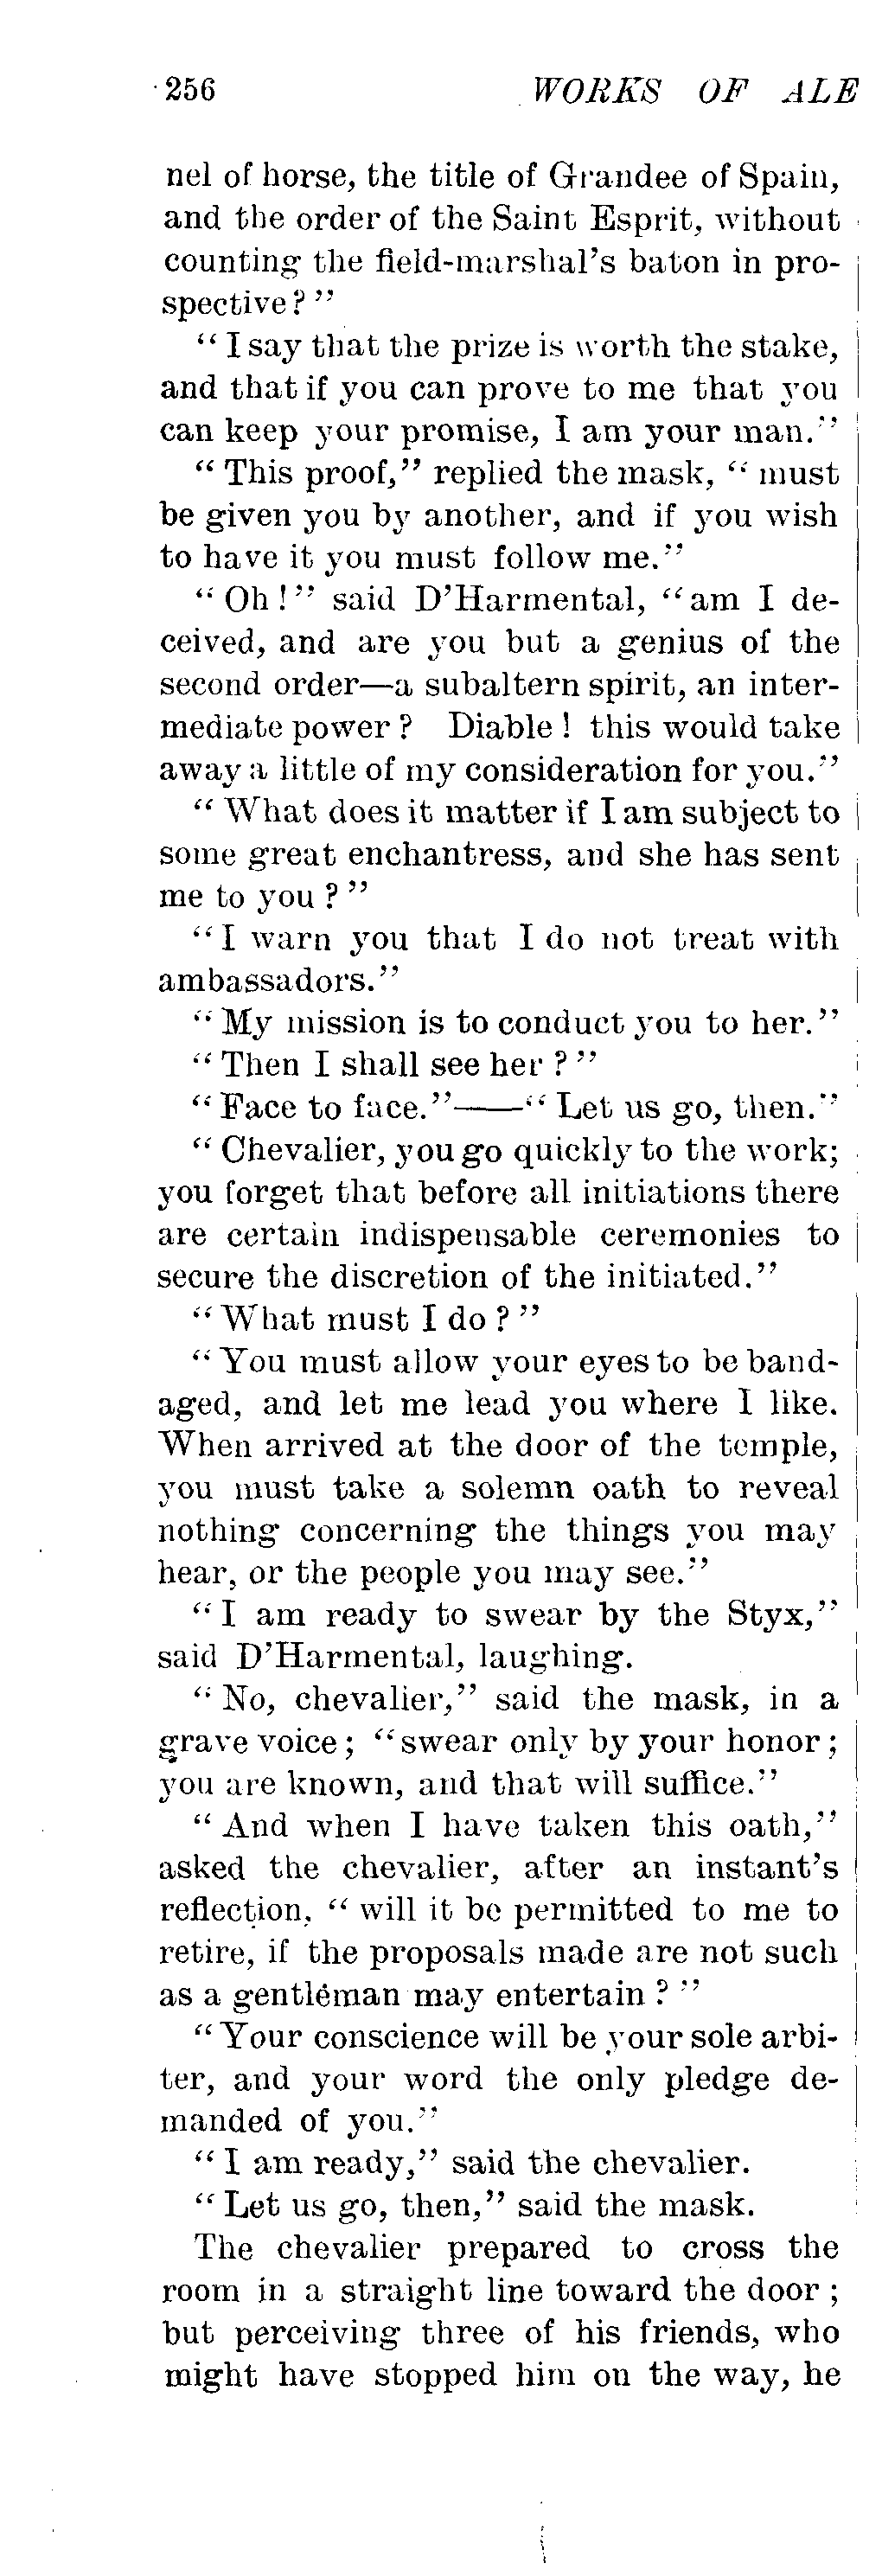 256 WORKS OF ALE
nel of horse, the title of Grandee of Spain,
and the order of the Saint Esprit, without
counting the field-marshal's baton in pro-
spective?"
"I say that the prize is worth the stake,
and that if you can prove to me that you
can keep your promise, I am your man."
"This proof," replied the mask, "must
be given you by another, and if you wish
to have it you must follow me."
"Oh!" said D'Harmental, "am I de-
ceived, and are you but a genius of the
second order—a subaltern spirit, an inter-
mediate power? Diable! this would take
away a little of my consideration for you."
"What does it matter if I am subject to
some great enchantress, and she has sent
me to you?"
"I warn you that I do not treat with
ambassadors."
"My mission is to conduct you to her."
"Then I shall see her?"
"Face to face."——"Let us go, then."
"Chevalier, you go quickly to the work;
you forget that before all initiations there
are certain indispensable ceremonies to
secure the discretion of the initiated."
"What must I do?"
"You must allow your eyes to be band-
aged, and let me lead you where I like.
When arrived at the door of the temple,
you must take a solemn oath to reveal
nothing concerning the things you may
hear, or the people you may see."
"I am ready to swear by the Styx,"
said D'Harmental, laughing.
"No, chevalier," said the mask, in a
grave voice; "swear only by your honor;
you are known, and that will suffice."
"And when I have taken this oath,"
asked the chevalier, after an instant's
reflection, "will it be permitted to me to
retire, if the proposals made are not such
as a gentléman may entertain?"
"Your conscience will be your sole arbi-
ter, and your word the only pledge de-
manded of you."
"I am ready," said the chevalier.
"Let us go, then," said the mask.
The chevalier prepared to cross the
room in a straight line toward the door;
but perceiving three of his friends, who
might have stopped him on the way, he